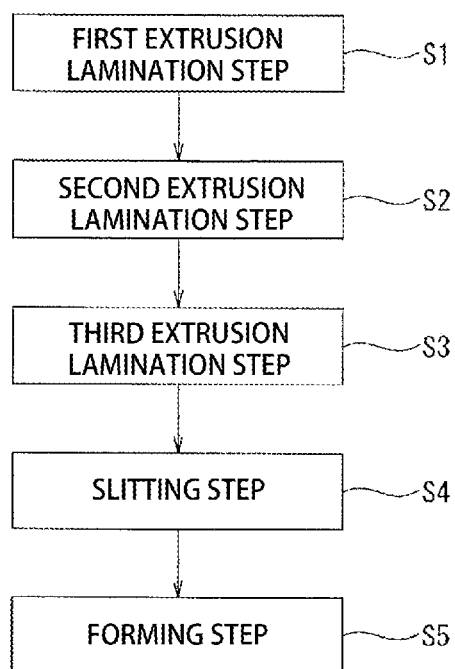 FIRST EXTRUSION
LAMINATION STEP
S1
SECOND EXTRUSION
LAMINATION STEP
S2
THIRD EXTRUSION
LAMINATION STEP
S3
SLITTING STEP
S4
FORMING STEP
S5